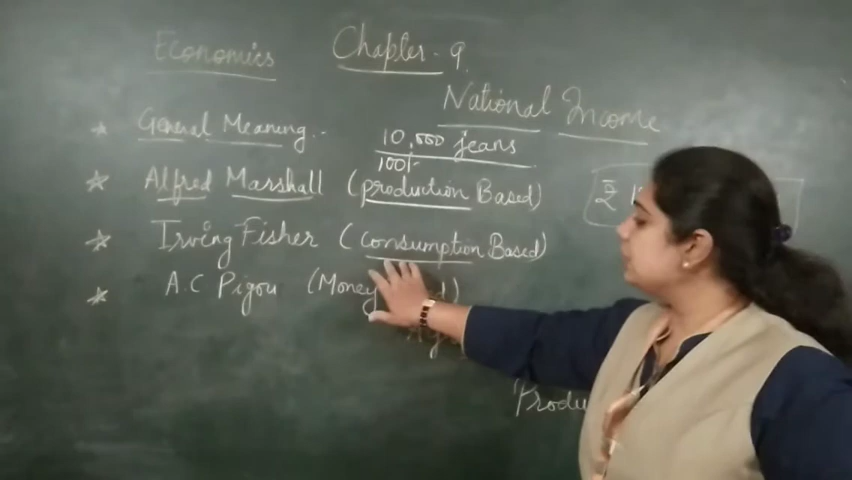 Economics Chapter-9
National Income
General Meaning:-
10,000 jeans
100/-
Alfred Marshall (production Based)
₹
Irving Fisher (Consumption Based)
A.C Pigou (Money